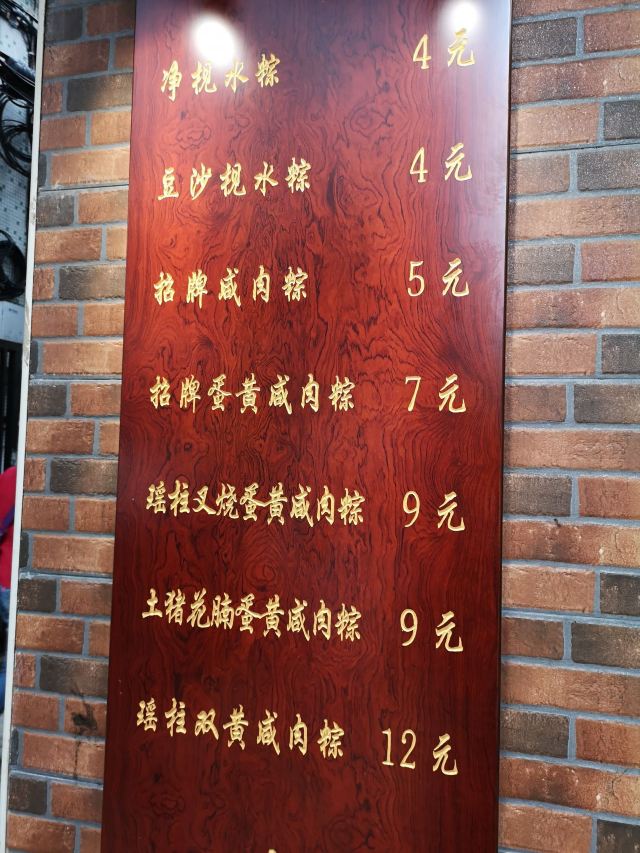 净枧水粽 4元
豆沙枧水粽 4元
招牌咸肉粽 5元
招牌蛋黄咸肉粽 7元
瑶柱叉烧蛋黄咸肉粽 9元
土猪花腩蛋黄咸肉粽 9元
瑶柱双黄咸肉粽 12元